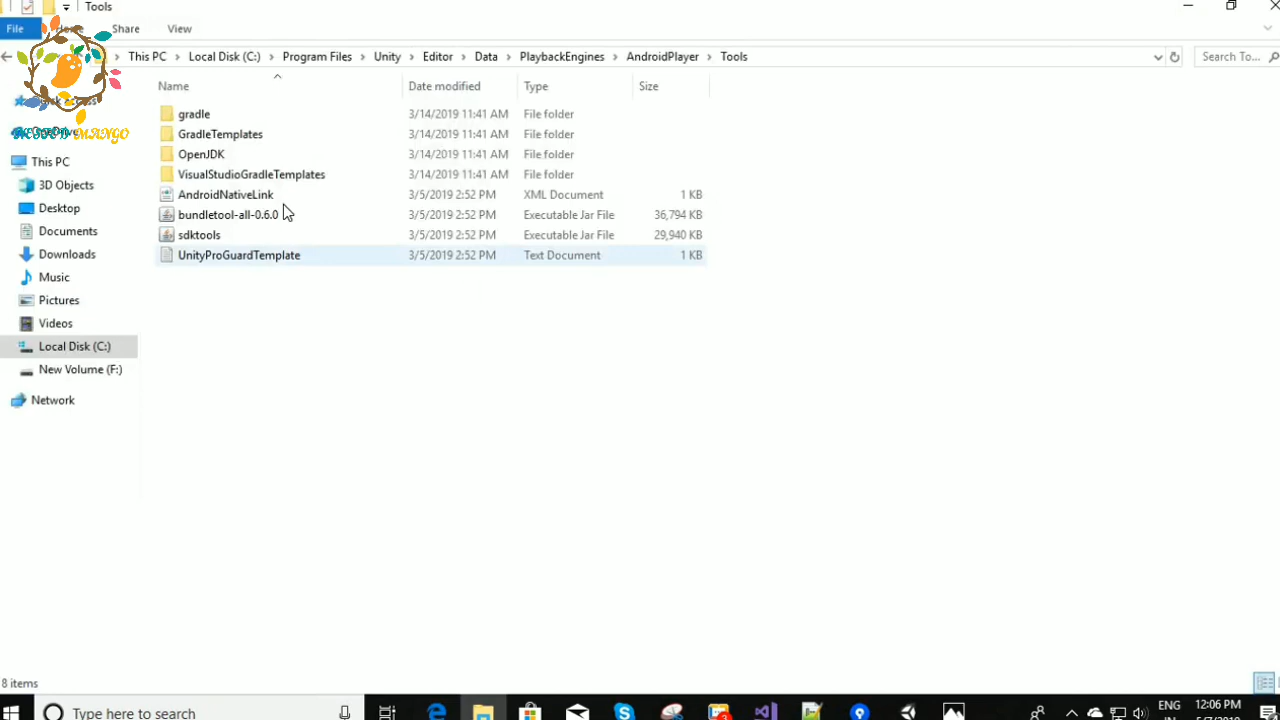 Tools
File
Share
View
This PC > Local Disk (C:) > Program Files > Unity > Editor > Data > PlaybackEngines > AndroidPlayer > Tools
Search To...
Name Date modified Type Size
gradle 3/14/2019 11:41 AM File folder
GradleTemplates 3/14/2019 11:41 AM File folder
OpenJDK 3/14/2019 11:41 AM File folder
VisualStudioGradleTemplates 3/14/2019 11:41 AM File folder
AndroidNativeLink 3/5/2019 2:52 PM XML Document 1 KB
bundletool-all-0.6.0 3/5/2019 2:52 PM Executable Jar File 36,794 KB
sdktools 3/5/2019 2:52 PM Executable Jar File 29,940 KB
UnityProGuardTemplate 3/5/2019 2:52 PM Text Document 1 KB
MANGO
This PC
3D Objects
Desktop
Documents
Downloads
Music
Pictures
Videos
Local Disk (C:)
New Volume (F:)
Network
8 items
Type here to search
ENG
IN
12:06 PM